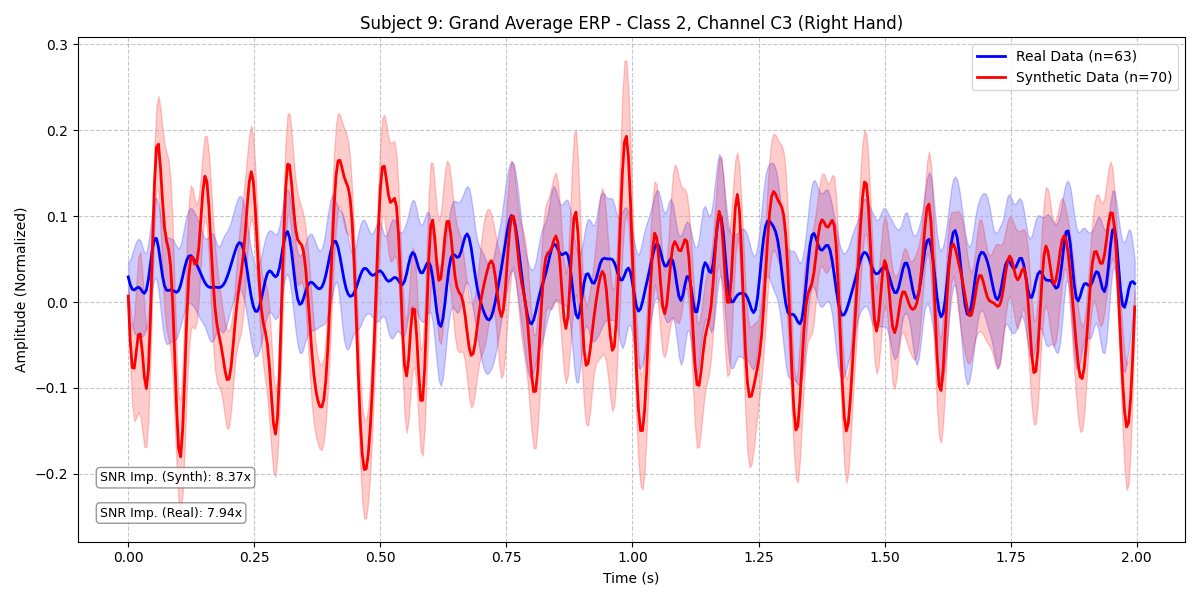 Subject 9: Grand Average ERP - Class 2, Channel C3 (Right Hand)
Real Data (n=63)
Synthetic Data (n=70)
Amplitude (Normalized)
0.3
0.2
0.1
0.0
−0.1
−0.2
SNR Imp. (Synth): 8.37x
SNR Imp. (Real): 7.94x
0.00 0.25 0.50 0.75 1.00 1.25 1.50 1.75 2.00
Time (s)